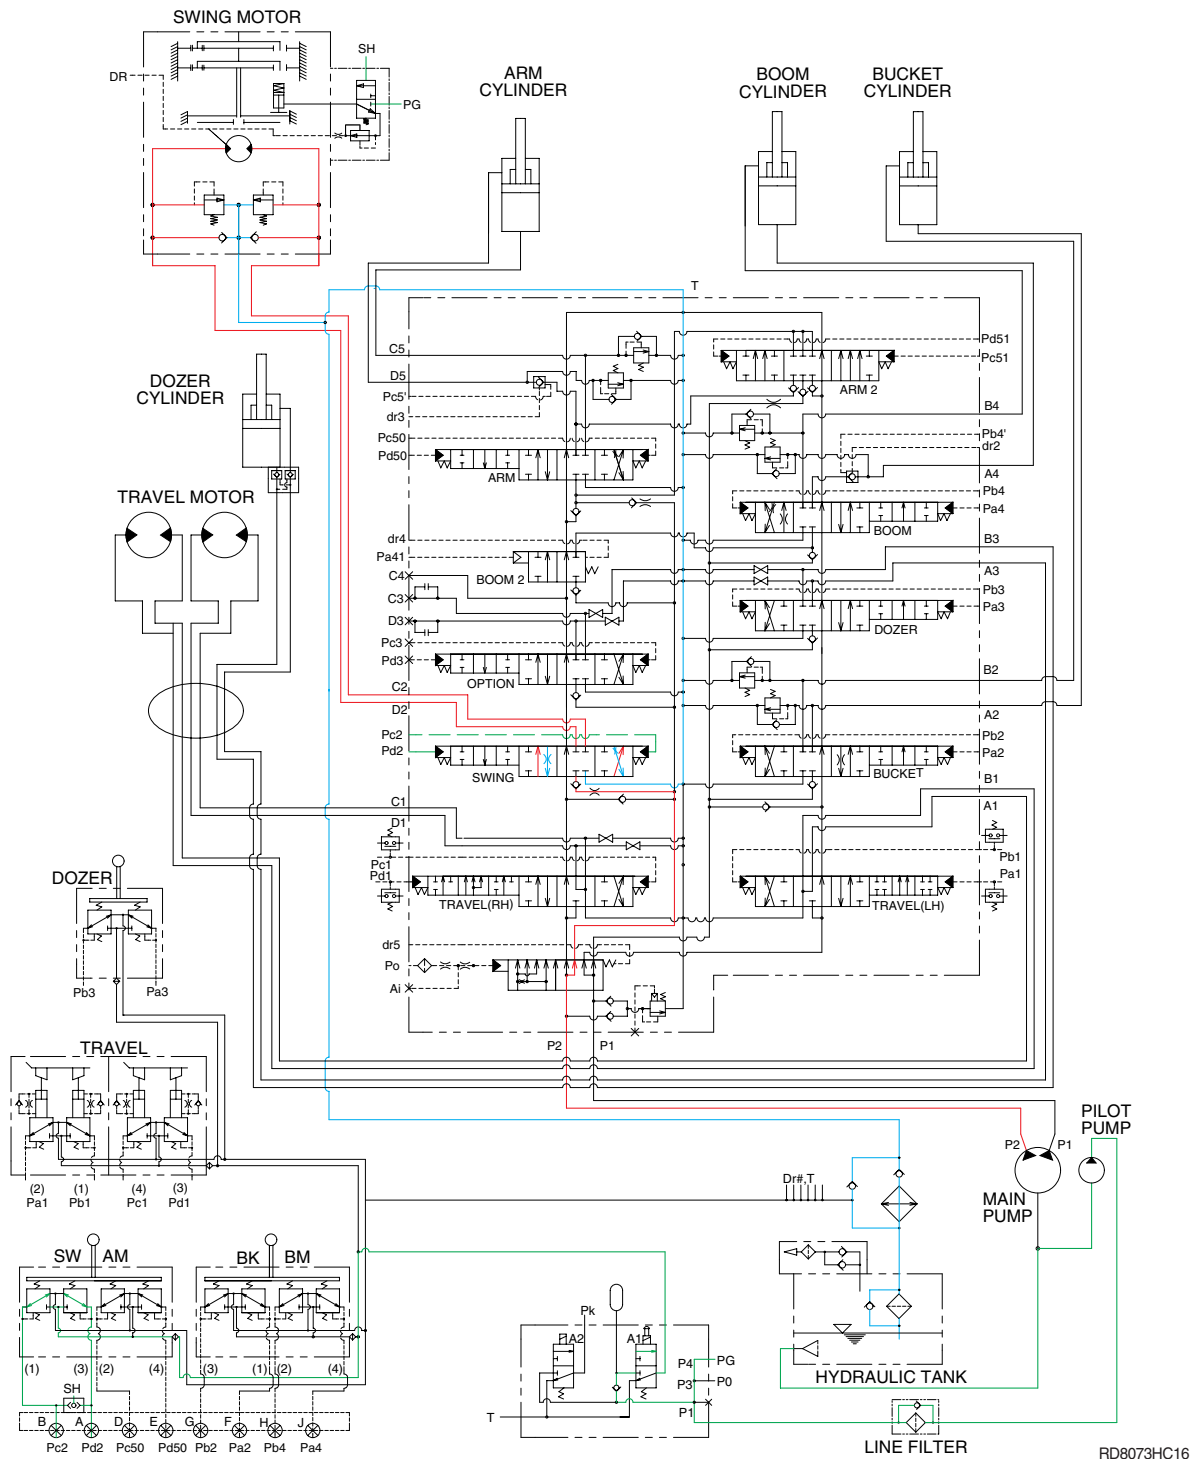 SWING MOTOR
SH
DR
PG
ARM
CYLINDER
BOOM
CYLINDER
BUCKET
CYLINDER
T
C5
D5
Pc5'
dr3
Pc50
Pd50
ARM
Pd51
Pc51
ARM 2
B4
Pb4'
dr2
A4
Pb4
Pa4
BOOM
DOZER
CYLINDER
TRAVEL MOTOR
dr4
Pa41
BOOM 2
C4
C3
D3
Pc3
Pd3
OPTION
B3
A3
Pb3
Pa3
DOZER
C2
D2
Pc2
Pd2
SWING
B2
A2
Pb2
Pa2
BUCKET
C1
D1
Pc1
Pd1
TRAVEL(RH)
B1
A1
Pb1
Pa1
TRAVEL(LH)
dr5
Po
Ai
P2
P1
DOZER
Pb3
Pa3
TRAVEL
(2)
(1)
(4)
(3)
Pa1
Pb1
Pc1
Pd1
PILOT
PUMP
P2
P1
MAIN
PUMP
Dr#,T
SW
AM
BK
BM
(1)
(3)
(2)
(4)
(3)
(1)
(2)
(4)
SH
B
A
D
E
G
F
H
J
Pc2
Pd2
Pc50
Pd50
Pb2
Pa2
Pb4
Pa4
Pk
A2
A1
P4
PG
P3
P0
P1
T
HYDRAULIC TANK
LINE FILTER
RD8073HC16